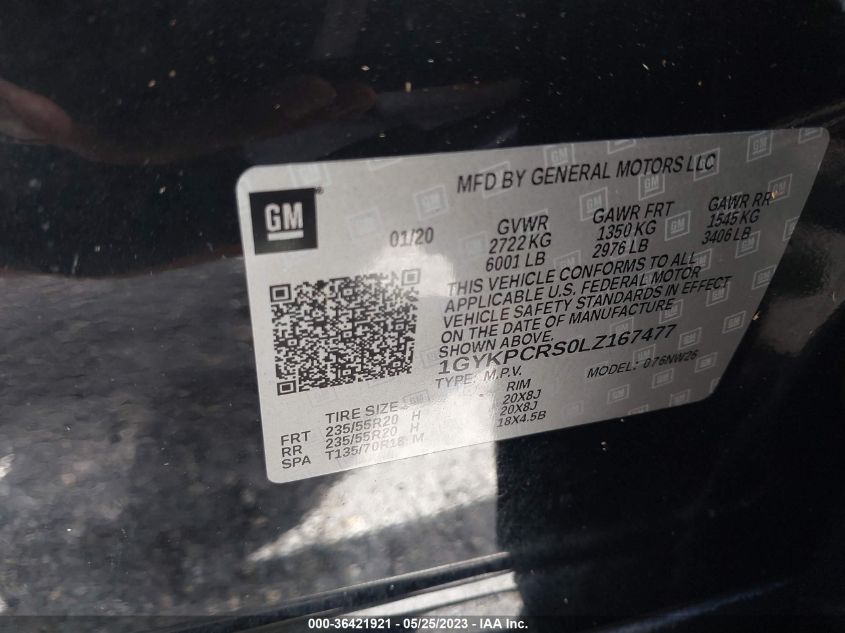 MFD BY GENERAL MOTORS LLC
GM
01/20
GVWR
2722 KG
6001 LB
GAWR FRT
1350 KG
2976 LB
GAWR RR
1545 KG
3406 LB
THIS VEHICLE CONFORMS TO ALL
APPLICABLE U.S. FEDERAL MOTOR
VEHICLE SAFETY STANDARDS IN EFFECT
ON THE DATE OF MANUFACTURE
SHOWN ABOVE.
1GYKPCRS0LZ167477
TYPE: M.P.V.
MODEL: 076NW26
TIRE SIZE
RIM
FRT 235/55R20 H 20X8J
RR 235/55R20 H 20X8J
SPA T135/70R18 M 18X4.5B
000-36421921 - 05/25/2023 - IAA Inc.